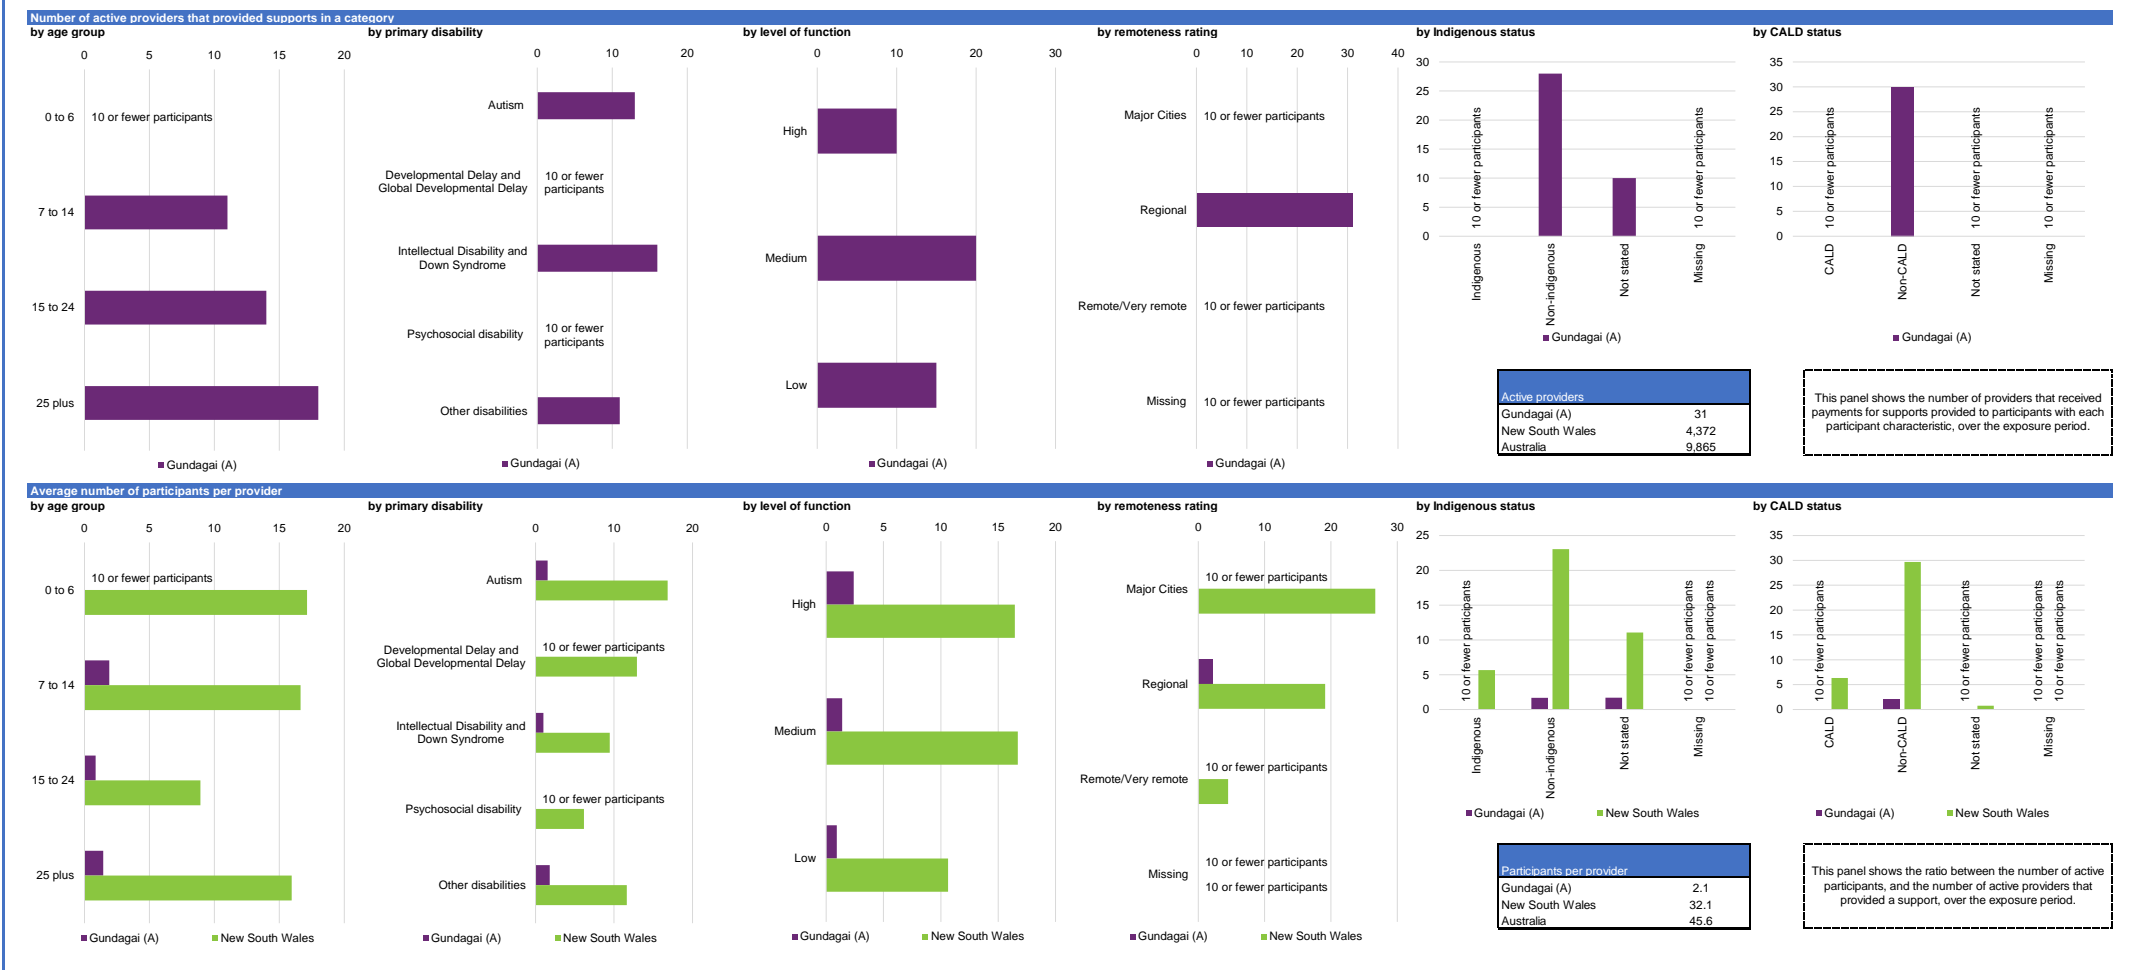 Number of active providers that provided supports in a category
by age group
0 5 10 15 20
0 to 6
10 or fewer participants
7 to 14
15 to 24
25 plus
Gundagai (A)
by primary disability
0 10 20
Autism
Developmental Delay and
Global Developmental Delay
10 or fewer
participants
Intellectual Disability and
Down Syndrome
Psychosocial disability
10 or fewer
participants
Other disabilities
Gundagai (A)
by level of function
0 10 20 30
High
Medium
Low
Gundagai (A)
by remoteness rating
0 10 20 30 40
Major Cities
10 or fewer participants
Regional
Remote/Very remote
10 or fewer participants
Missing
10 or fewer participants
Gundagai (A)
by Indigenous status
30
25
20
15
10
5
0
10 or fewer participants
10 or fewer participants
Indigenous
Non-indigenous
Not stated
Missing
Gundagai (A)
by CALD status
35
30
25
20
15
10
5
0
10 or fewer participants
10 or fewer participants
10 or fewer participants
CALD
Non-CALD
Not stated
Missing
Gundagai (A)
Active providers
Gundagai (A) 31
New South Wales 4,372
Australia 9,865
This panel shows the number of providers that received
payments for supports provided to participants with each
participant characteristic, over the exposure period.
Average number of participants per provider
by age group
0 5 10 15 20
0 to 6
10 or fewer participants
7 to 14
15 to 24
25 plus
Gundagai (A) New South Wales
by primary disability
0 10 20
Autism
Developmental Delay and
Global Developmental Delay
10 or fewer participants
Intellectual Disability and
Down Syndrome
Psychosocial disability
10 or fewer participants
Other disabilities
Gundagai (A) New South Wales
by level of function
0 5 10 15 20
High
Medium
Low
Gundagai (A) New South Wales
by remoteness rating
0 10 20 30
Major Cities
10 or fewer participants
Regional
Remote/Very remote
10 or fewer participants
Missing
10 or fewer participants
10 or fewer participants
Gundagai (A) New South Wales
by Indigenous status
25
20
15
10
5
0
10 or fewer participants
10 or fewer participants
10 or fewer participants
Indigenous
Non-indigenous
Not stated
Missing
Gundagai (A) New South Wales
by CALD status
35
30
25
20
15
10
5
0
10 or fewer participants
10 or fewer participants
10 or fewer participants
10 or fewer participants
CALD
Non-CALD
Not stated
Missing
Gundagai (A) New South Wales
Participants per provider
Gundagai (A) 2.1
New South Wales 32.1
Australia 45.6
This panel shows the ratio between the number of active
participants, and the number of active providers that
provided a support, over the exposure period.